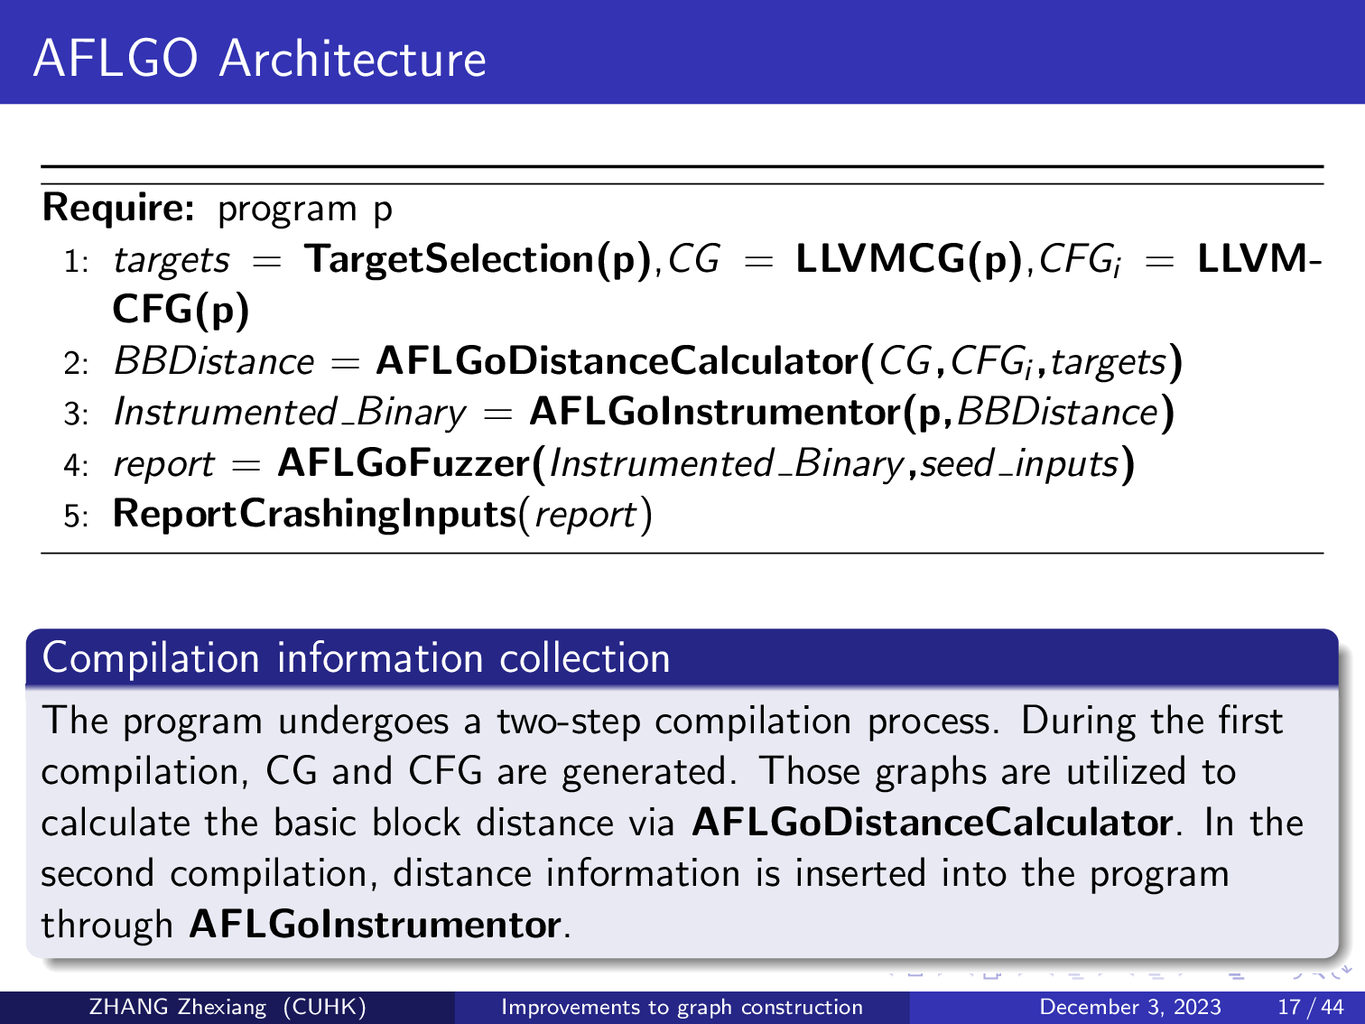 AFLGO Architecture
Require: program p
1: targets = TargetSelection(p),CG = LLVMCG(p),CFGi = LLVM-
CFG(p)
2: BBDistance = AFLGoDistanceCalculator(CG,CFGi,targets)
3: Instrumented_Binary = AFLGoInstrumentor(p,BBDistance)
4: report = AFLGoFuzzer(Instrumented_Binary,seed_inputs)
5: ReportCrashingInputs(report)
Compilation information collection
The program undergoes a two-step compilation process. During the first
compilation, CG and CFG are generated. Those graphs are utilized to
calculate the basic block distance via AFLGoDistanceCalculator. In the
second compilation, distance information is inserted into the program
through AFLGoInstrumentor.
ZHANG Zhexiang (CUHK) Improvements to graph construction December 3, 2023 17 / 44